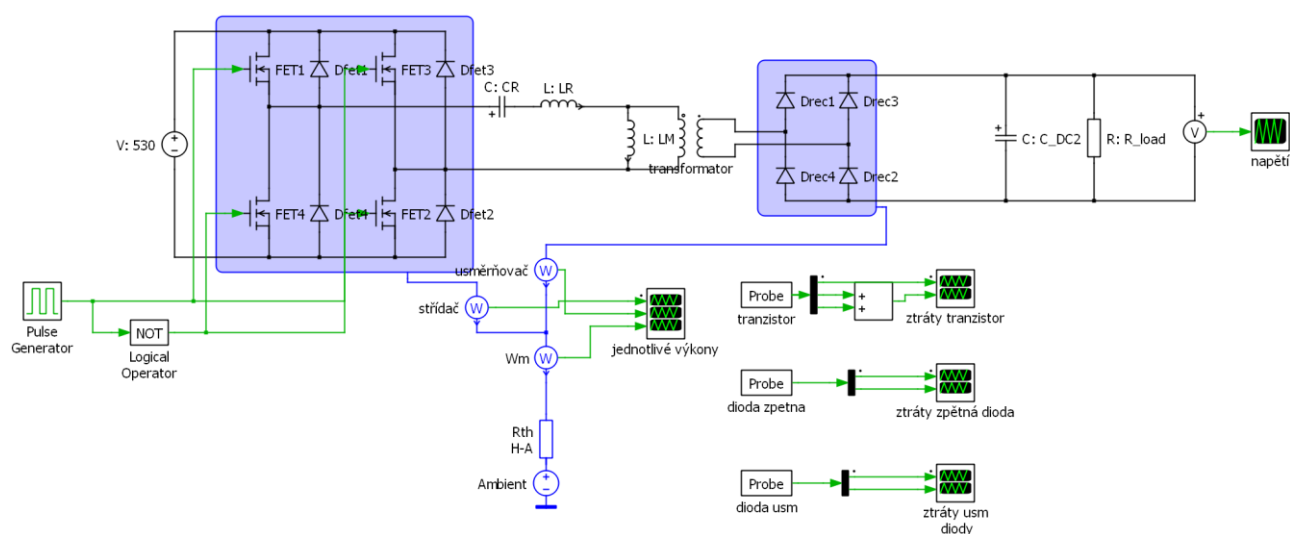 FET1
Dfet1
FET3
Dfet3
C: CR
L: LR
Drec1
Drec3
V: 530
L: LM
transformator
C: C_DC2
R: R_load
V
napětí
FET4
Dfet4
FET2
Dfet2
Drec4
Drec2
usměrňovač
W
střídač
W
Wm
W
jednotlivé výkony
Pulse
Generator
NOT
Logical
Operator
Rth
H-A
Ambient
Probe
tranzistor
+
+
ztráty tranzistor
Probe
dioda zpetna
ztráty zpětná dioda
Probe
dioda usm
ztráty usm
diody